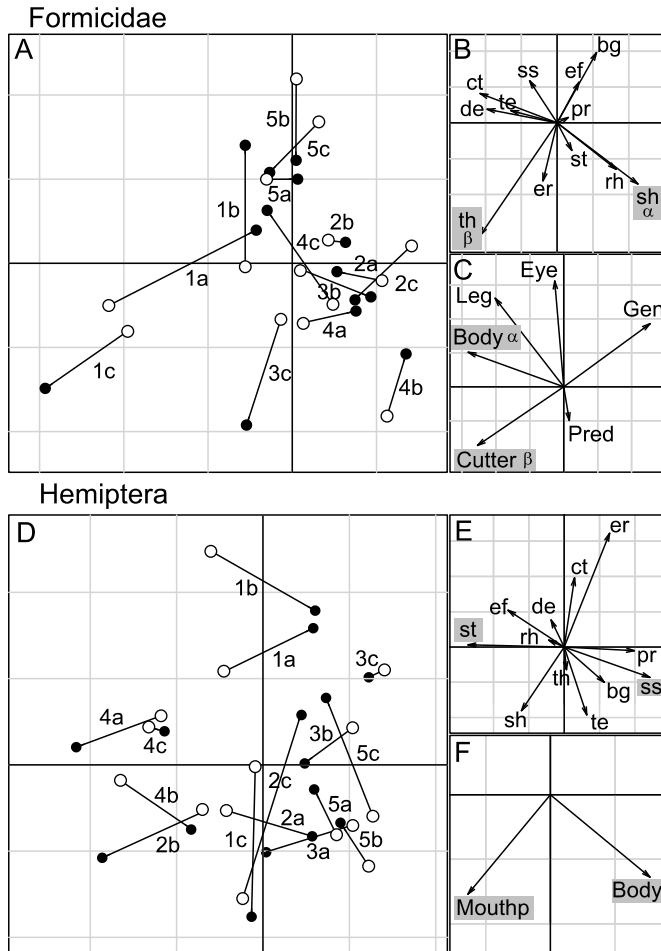 Formicidae
A
5b
5c
5a
1b
2b
4c
2a
1a
3b
2c
4a
1c
3c
4b
B
bg
ss
ef
ct
te
de
pr
st
er
rh
sh
α
th
β
C
Eye
Leg
Gen
Body α
Pred
Cutter β
Hemiptera
D
1b
1a
3c
4a
4c
3b
5c
2c
4b
2a
5a
2b
1c
3a
5b
E
er
ct
ef
de
st
rh
pr
th
ss
bg
sh
te
F
Mouthp
Body